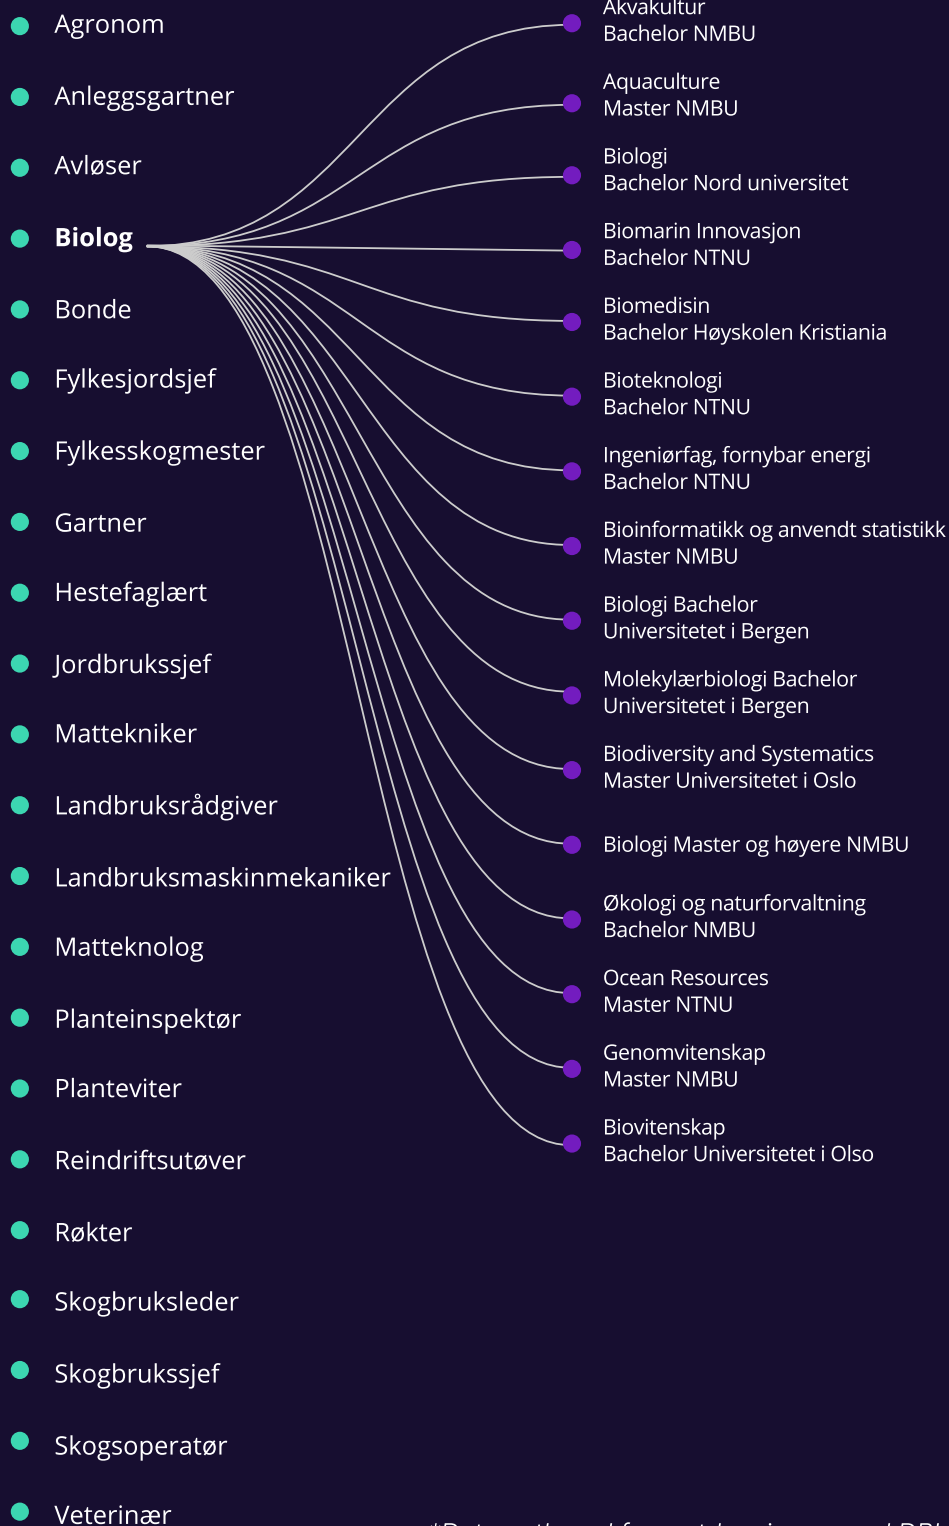 Agronom
Anleggsgartner
Avløser
Biolog
Bonde
Fylkesjordsjef
Fylkesskogmester
Gartner
Hestefaglært
Jordbrukssjef
Mattekniker
Landbruksrådgiver
Landbruksmaskinmekaniker
Matteknolog
Planteinspektør
Planteviter
Reindriftsutøver
Røkter
Skogbruksleder
Skogbrukssjef
Skogsoperatør
Veterinær
Akvakultur
Bachelor NMBU
Aquaculture
Master NMBU
Biologi
Bachelor Nord universitet
Biomarin Innovasjon
Bachelor NTNU
Biomedisin
Bachelor Høyskolen Kristiania
Bioteknologi
Bachelor NTNU
Ingeniørfag, fornybar energi
Bachelor NTNU
Bioinformatikk og anvendt statistikk
Master NMBU
Biologi Bachelor
Universitetet i Bergen
Molekylærbiologi Bachelor
Universitetet i Bergen
Biodiversity and Systematics
Master Universitetet i Oslo
Biologi Master og høyere NMBU
Økologi og naturforvaltning
Bachelor NMBU
Ocean Resources
Master NTNU
Genomvitenskap
Master NMBU
Biovitenskap
Bachelor Universitetet i Olso